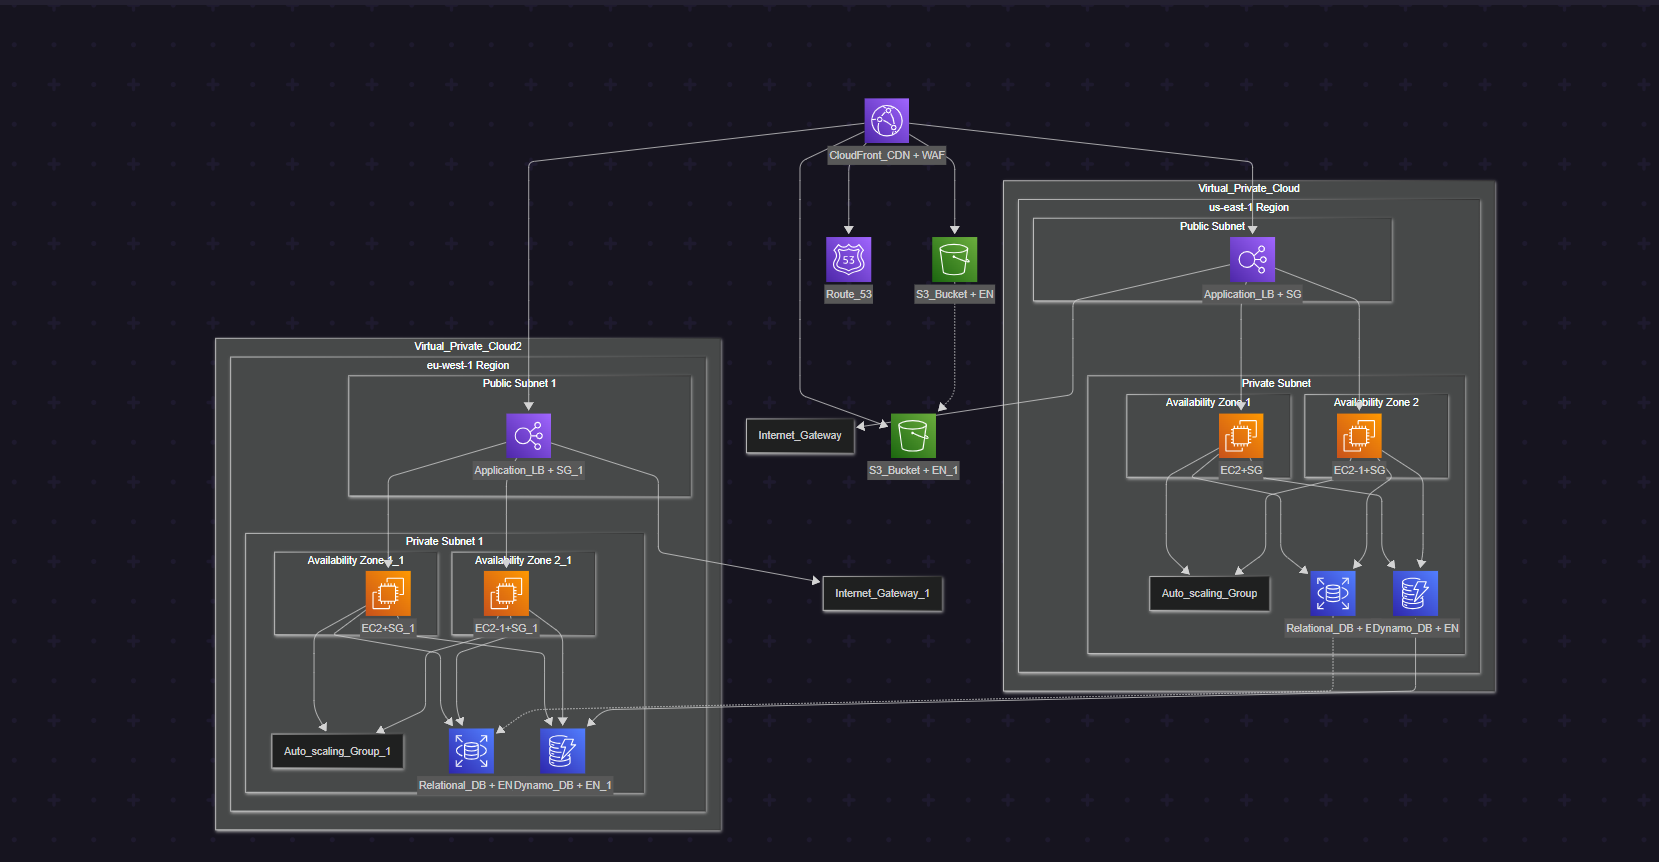 CloudFront_CDN + WAF
Virtual_Private_Cloud
us-east-1 Region
Public Subnet
53
Route_53
S3_Bucket + EN
Application_LB + SG
Virtual_Private_Cloud2
eu-west-1 Region
Public Subnet 1
Private Subnet
Availability Zone 1
Availability Zone 2
Internet_Gateway
S3_Bucket + EN_1
Application_LB + SG_1
EC2+SG
EC2-1+SG
Private Subnet 1
Availability Zone 1_1
Availability Zone 2_1
Internet_Gateway_1
Auto_scaling_Group
EC2+SG_1
EC2-1+SG_1
Relational_DB + E
Dynamo_DB + EN
Auto_scaling_Group_1
Relational_DB + EN
Dynamo_DB + EN_1